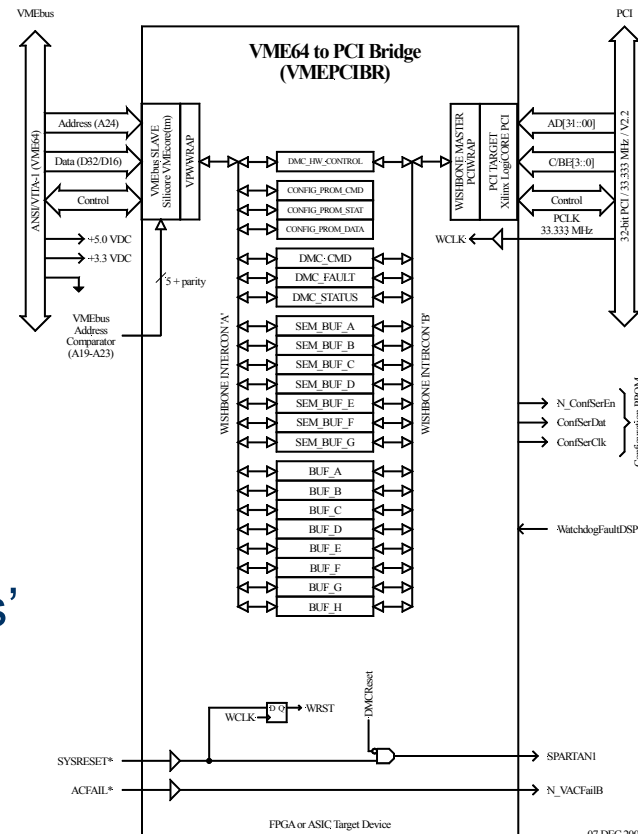 VMEbus
PCI
VME64 to PCI Bridge
(VMEPCIBR)
ANSI/VITA-1 (VME64)
Address (A24)
Data (D32/D16)
Control
+5.0 VDC
+3.3 VDC
VMEbus
Address
Comparator
(A19-A23)
5 + parity
VMEbus SLAVE
Silicore VMEcore(tm)
VPWWRAP
WISHBONE INTERCON 'A'
DMC_HW_CONTROL
CONFIG_PROM_CMD
CONFIG_PROM_STAT
CONFIG_PROM_DATA
DMC_CMD
DMC_FAULT
DMC_STATUS
SEM_BUF_A
SEM_BUF_B
SEM_BUF_C
SEM_BUF_D
SEM_BUF_E
SEM_BUF_F
SEM_BUF_G
BUF_A
BUF_B
BUF_C
BUF_D
BUF_E
BUF_F
BUF_G
BUF_H
WISHBONE INTERCON 'B'
WISHBONE MASTER
PCIWRAP
PCI TARGET
Xilinx LogiCORE PCI
AD[31::00]
C/BE[3::0]
Control
PCLK
33.333 MHz
WCLK
32-bit PCI / 33.333 MHz / V2.2
N_ConfSerEn
ConfSerDat
ConfSerClk
Configuration PROM
WatchdogFaultDSP
s'
D Q
WCLK
WRST
DMCReset
SYSRESET*
SPARTAN1
ACFAIL*
N_VACFailB
FPGA or ASIC Target Device